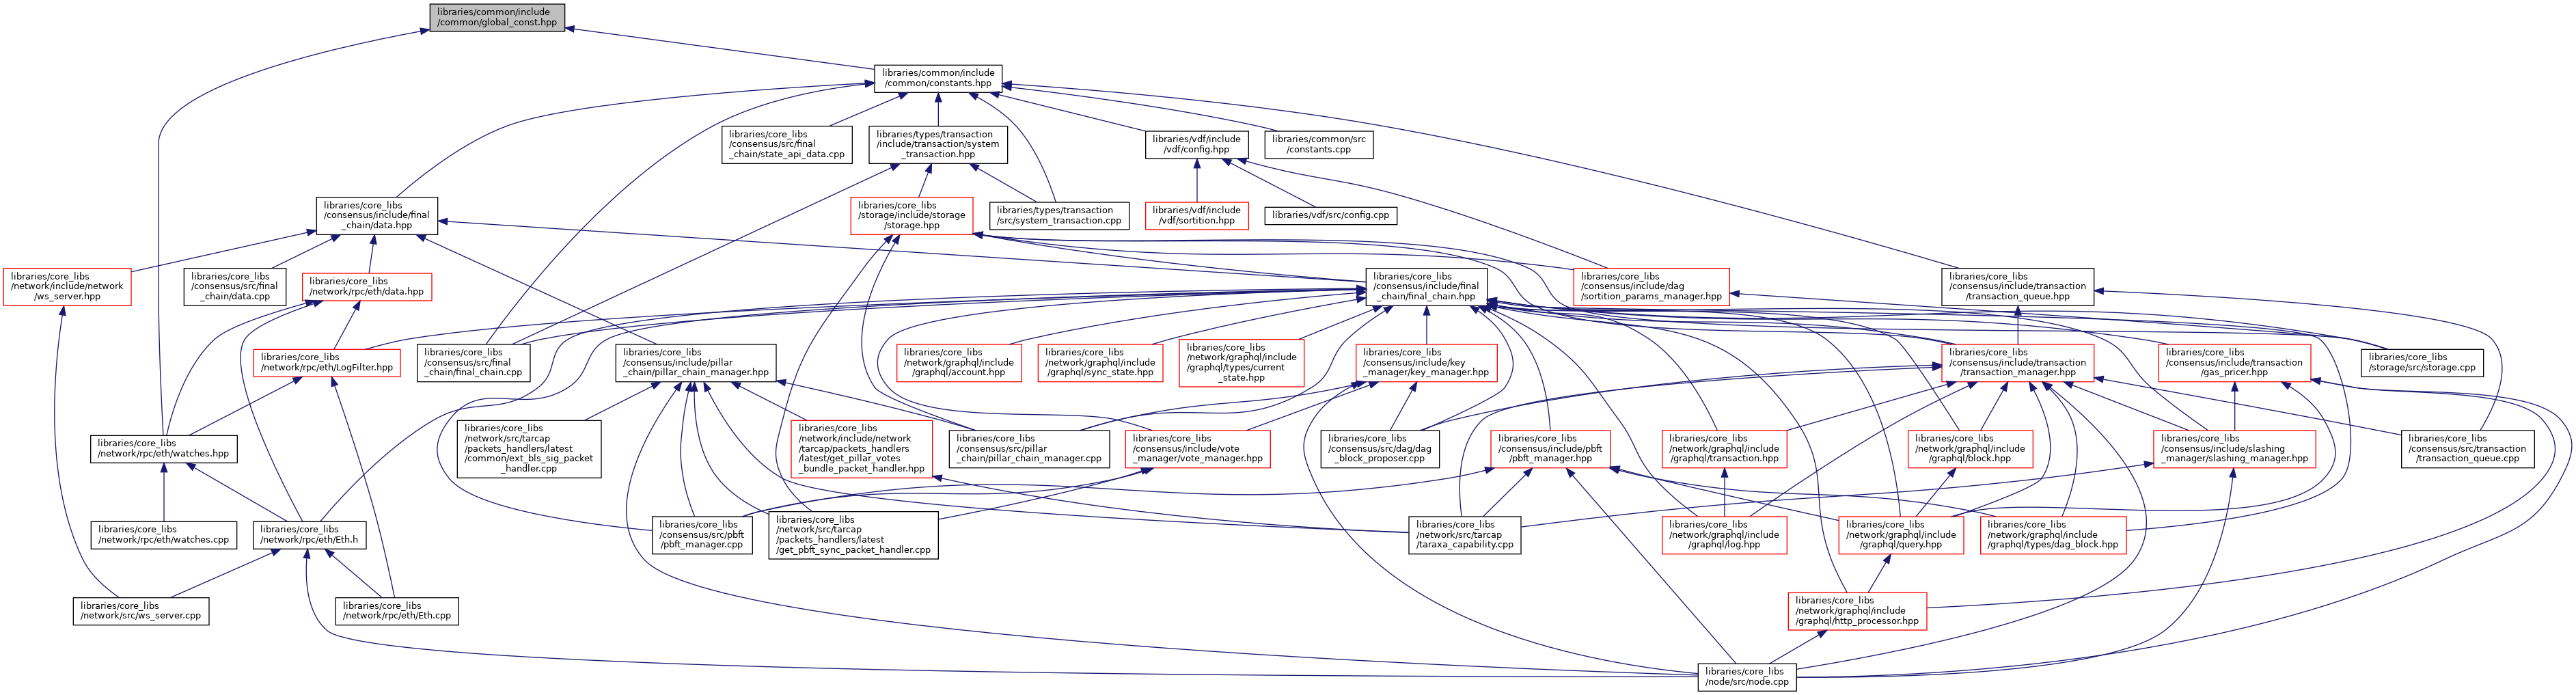 libraries/common/include
/common/global_const.hpp
libraries/common/include
/common/constants.hpp
libraries/core_libs
/consensus/src/final
_chain/state_api_data.cpp
libraries/types/transaction
/include/transaction/system
_transaction.hpp
libraries/vdf/include
/vdf/config.hpp
libraries/common/src
/constants.cpp
libraries/core_libs
/consensus/include/final
_chain/data.hpp
libraries/core_libs
/storage/include/storage
/storage.hpp
libraries/types/transaction
/src/system_transaction.cpp
libraries/vdf/include
/vdf/sortition.hpp
libraries/vdf/src/config.cpp
libraries/core_libs
/network/include/network
/ws_server.hpp
libraries/core_libs
/consensus/src/final
_chain/data.cpp
libraries/core_libs
/network/rpc/eth/data.hpp
libraries/core_libs
/consensus/include/final
_chain/final_chain.hpp
libraries/core_libs
/consensus/include/dag
/sortition_params_manager.hpp
libraries/core_libs
/consensus/include/transaction
/transaction_queue.hpp
libraries/core_libs
/network/rpc/eth/LogFilter.hpp
libraries/core_libs
/consensus/src/final
_chain/final_chain.cpp
libraries/core_libs
/consensus/include/pillar
_chain/pillar_chain_manager.hpp
libraries/core_libs
/network/graphql/include
/graphql/account.hpp
libraries/core_libs
/network/graphql/include
/graphql/sync_state.hpp
libraries/core_libs
/network/graphql/include
/graphql/types/current
_state.hpp
libraries/core_libs
/consensus/include/key
_manager/key_manager.hpp
libraries/core_libs
/consensus/include/transaction
/transaction_manager.hpp
libraries/core_libs
/consensus/include/transaction
/gas_pricer.hpp
libraries/core_libs
/storage/src/storage.cpp
libraries/core_libs
/network/rpc/eth/watches.hpp
libraries/core_libs
/network/src/tarcap
/packets_handlers/latest
/common/ext_bls_sig_packet
_handler.cpp
libraries/core_libs
/network/include/network
/tarcap/packets_handlers
/latest/get_pillar_votes
_bundle_packet_handler.hpp
libraries/core_libs
/consensus/src/pillar
_chain/pillar_chain_manager.cpp
libraries/core_libs
/consensus/include/vote
_manager/vote_manager.hpp
libraries/core_libs
/consensus/src/dag/dag
_block_proposer.cpp
libraries/core_libs
/consensus/include/pbft
/pbft_manager.hpp
libraries/core_libs
/network/graphql/include
/graphql/transaction.hpp
libraries/core_libs
/network/graphql/include
/graphql/block.hpp
libraries/core_libs
/consensus/include/slashing
_manager/slashing_manager.hpp
libraries/core_libs
/consensus/src/transaction
/transaction_queue.cpp
libraries/core_libs
/network/rpc/eth/watches.cpp
libraries/core_libs
/network/rpc/eth/Eth.h
libraries/core_libs
/consensus/src/pbft
/pbft_manager.cpp
libraries/core_libs
/network/src/tarcap
/packets_handlers/latest
/get_pbft_sync_packet_handler.cpp
libraries/core_libs
/network/src/tarcap
/taraxa_capability.cpp
libraries/core_libs
/network/graphql/include
/graphql/log.hpp
libraries/core_libs
/network/graphql/include
/graphql/query.hpp
libraries/core_libs
/network/graphql/include
/graphql/types/dag_block.hpp
libraries/core_libs
/network/src/ws_server.cpp
libraries/core_libs
/network/rpc/eth/Eth.cpp
libraries/core_libs
/network/graphql/include
/graphql/http_processor.hpp
libraries/core_libs
/node/src/node.cpp